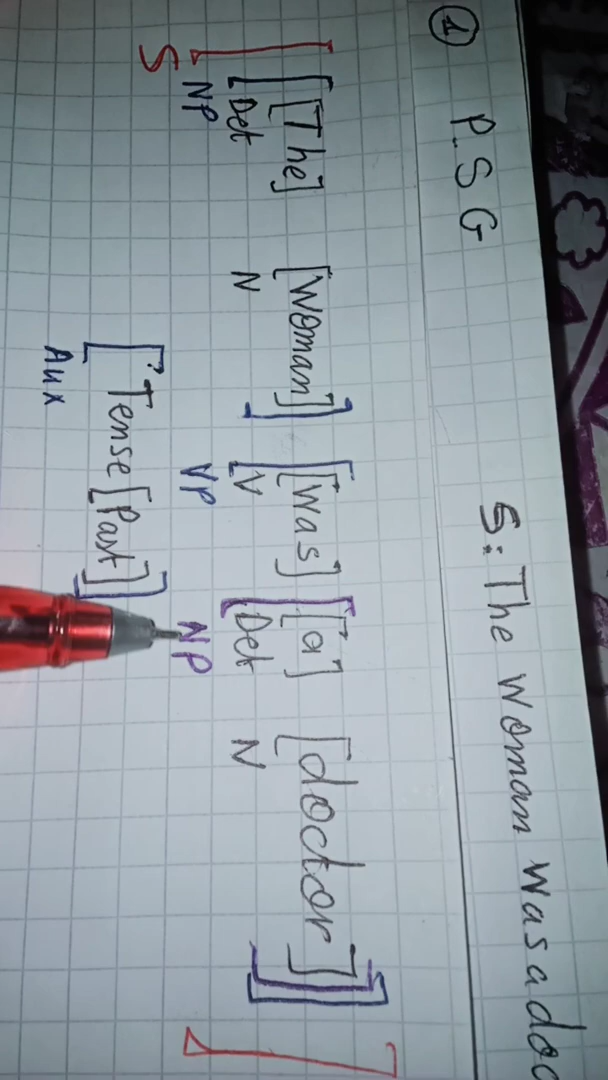 ① P.S G S: The woman was a doc
[[[The] [woman]] [[was] [[a] [doctor]]]]
Det N V Det N
S NP VP NP
[Tense [Past]]
Aux